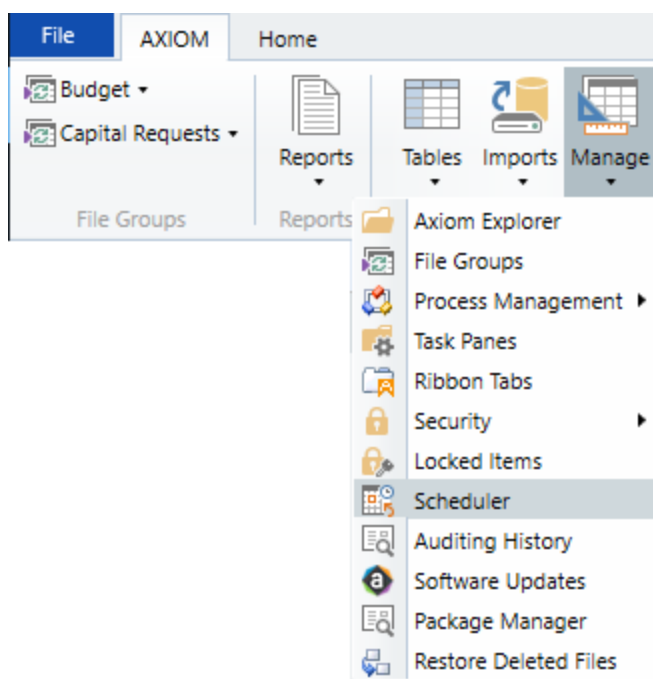 File AXIOM Home
Budget
Capital Requests
Reports Tables Imports Manage
File Groups Reports
Axiom Explorer
File Groups
Process Management
Task Panes
Ribbon Tabs
Security
Locked Items
Scheduler
Auditing History
Software Updates
Package Manager
Restore Deleted Files